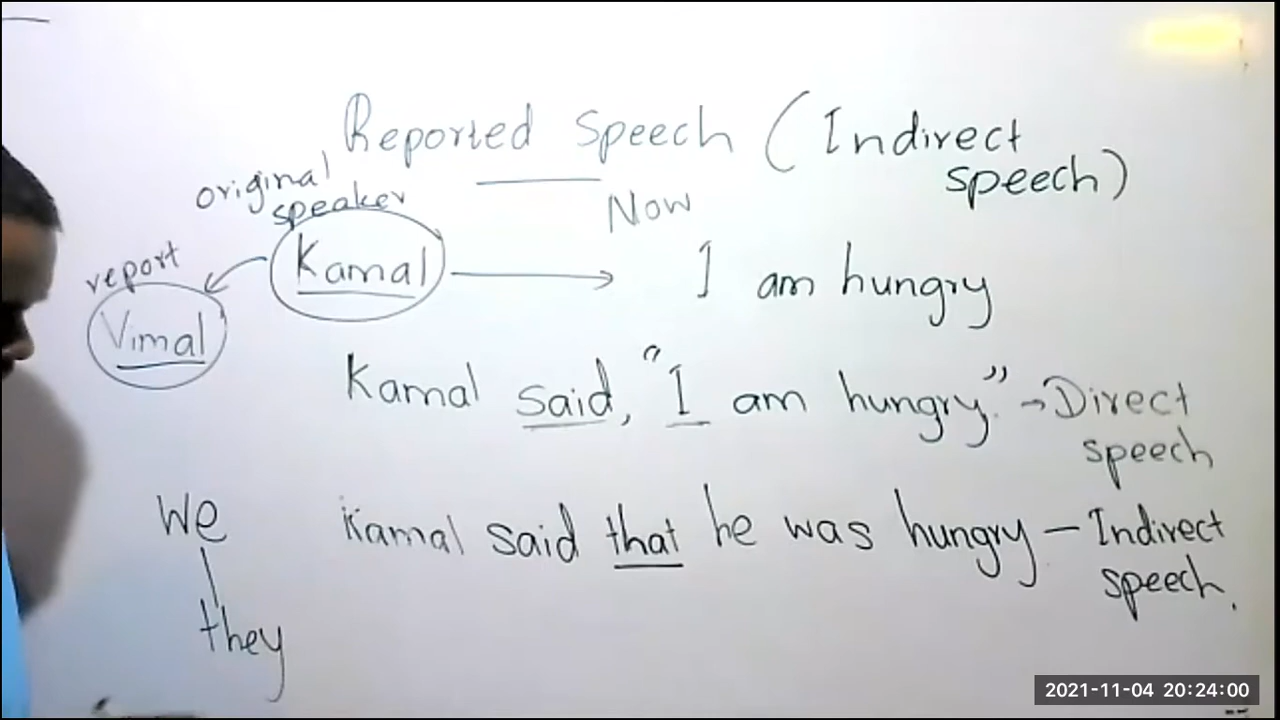 Reported Speech (Indirect
speech)
original
speaker
Now
report
Kamal
I am hungry
Vimal
Kamal said, "I am hungry." → Direct
speech
We
Kamal said that he was hungry – Indirect
speech.
they
2021-11-04 20:24:00